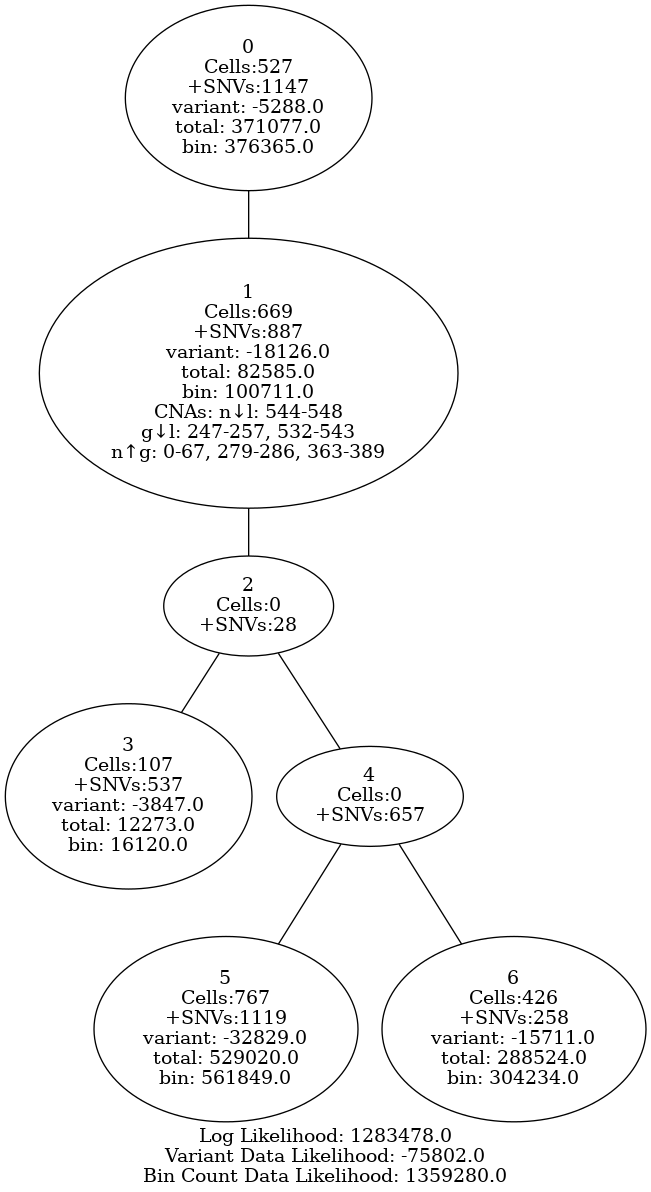 0
Cells:527
+SNVs:1147
variant: -5288.0
total: 371077.0
bin: 376365.0
1
Cells:669
+SNVs:887
variant: -18126.0
total: 82585.0
bin: 100711.0
CNAs: n↓l: 544-548
g↓l: 247-257, 532-543
n↑g: 0-67, 279-286, 363-389
2
Cells:0
+SNVs:28
3
Cells:107
+SNVs:537
variant: -3847.0
total: 12273.0
bin: 16120.0
4
Cells:0
+SNVs:657
5
Cells:767
+SNVs:1119
variant: -32829.0
total: 529020.0
bin: 561849.0
6
Cells:426
+SNVs:258
variant: -15711.0
total: 288524.0
bin: 304234.0
Log Likelihood: 1283478.0
Variant Data Likelihood: -75802.0
Bin Count Data Likelihood: 1359280.0